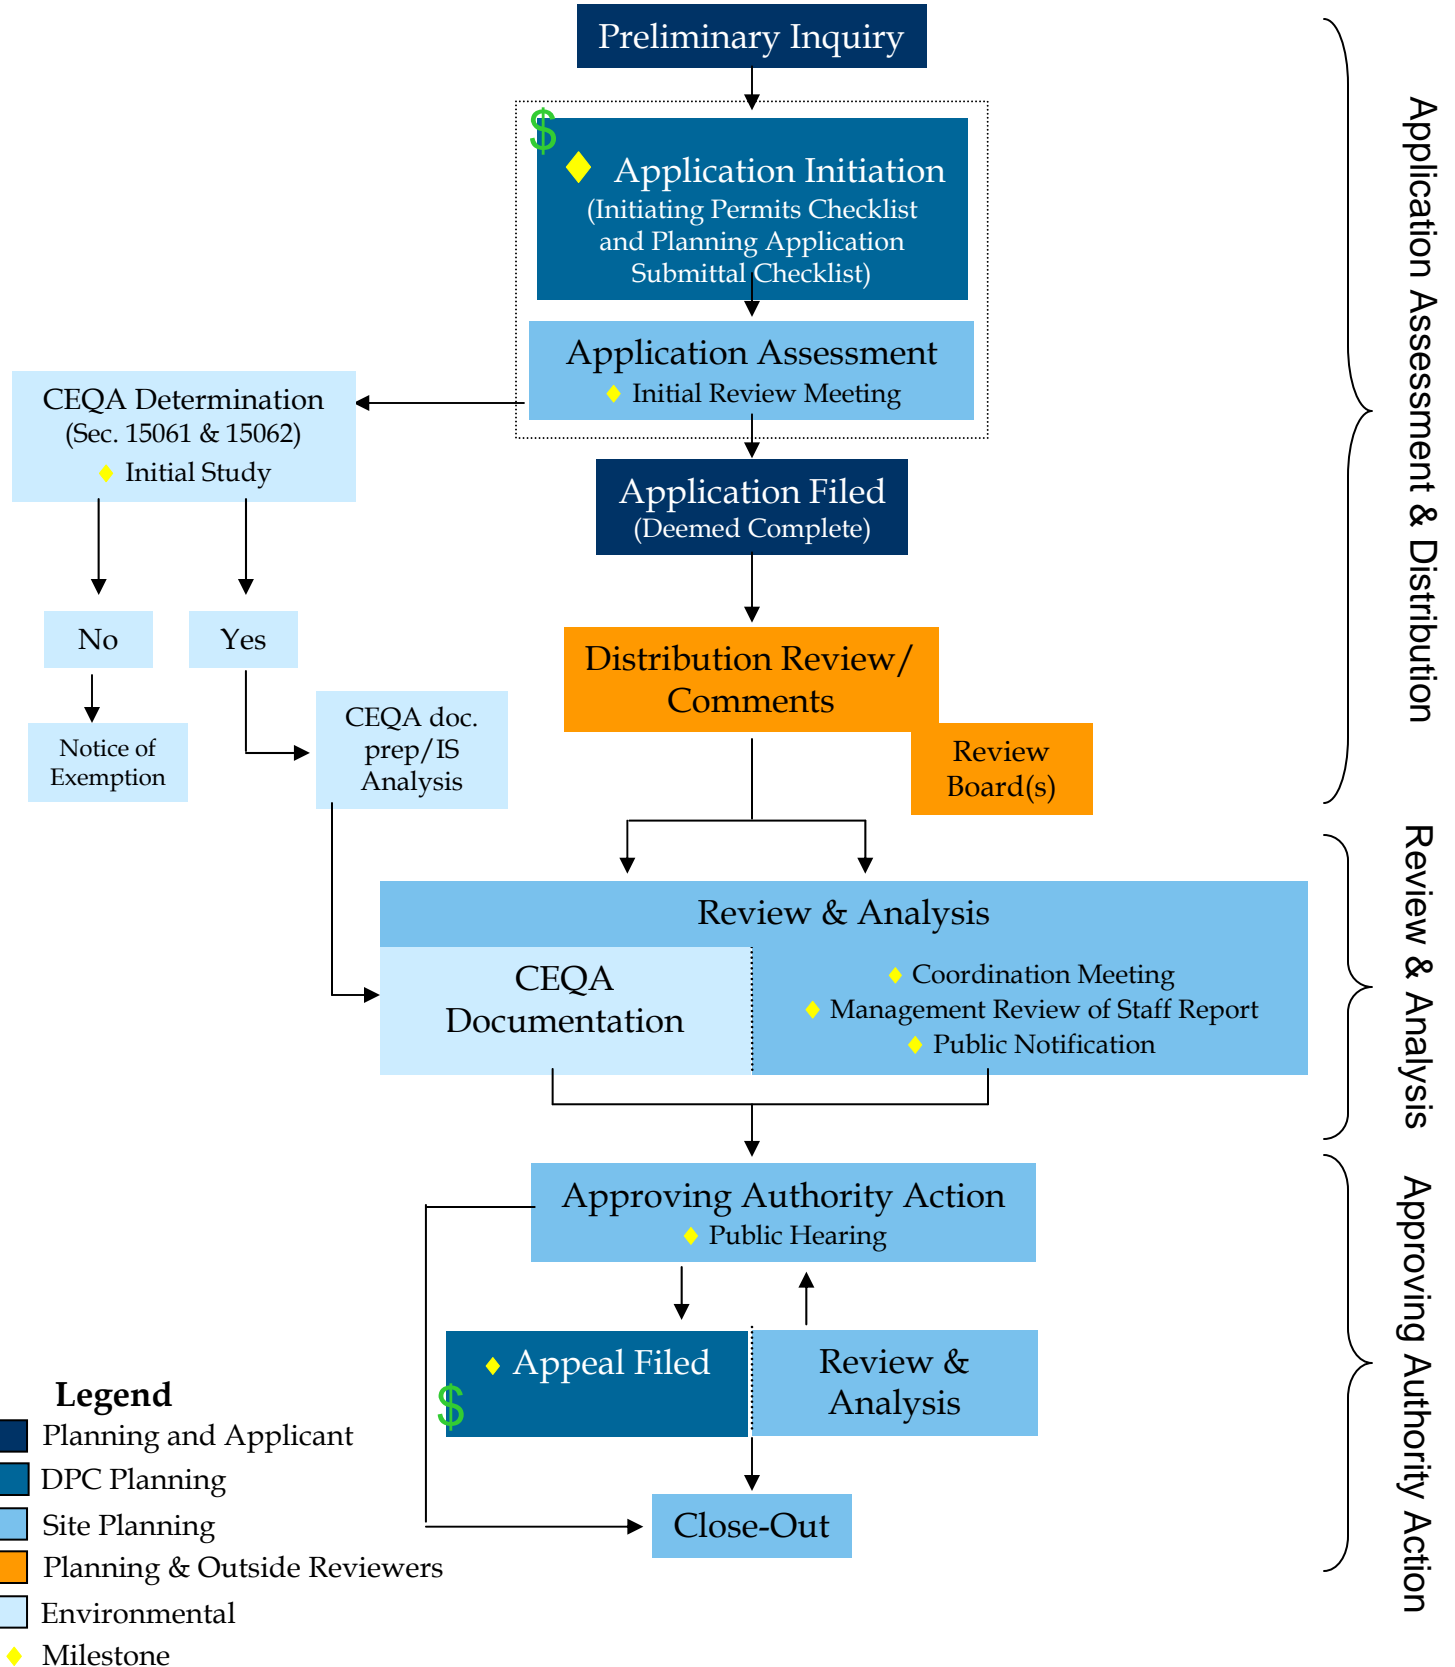 Preliminary Inquiry
$
Application Initiation
(Initiating Permits Checklist
and Planning Application
Submittal Checklist)
Application Assessment
Initial Review Meeting
CEQA Determination
(Sec. 15061 & 15062)
Initial Study
Application Filed
(Deemed Complete)
No
Yes
Notice of
Exemption
CEQA doc.
prep/IS
Analysis
Distribution Review/
Comments
Review
Board(s)
Application Assessment & Distribution
Review & Analysis
CEQA
Documentation
Coordination Meeting
Management Review of Staff Report
Public Notification
Review & Analysis
Approving Authority Action
Public Hearing
Appeal Filed
$
Review &
Analysis
Close-Out
Approving Authority Action
Legend
Planning and Applicant
DPC Planning
Site Planning
Planning & Outside Reviewers
Environmental
Milestone